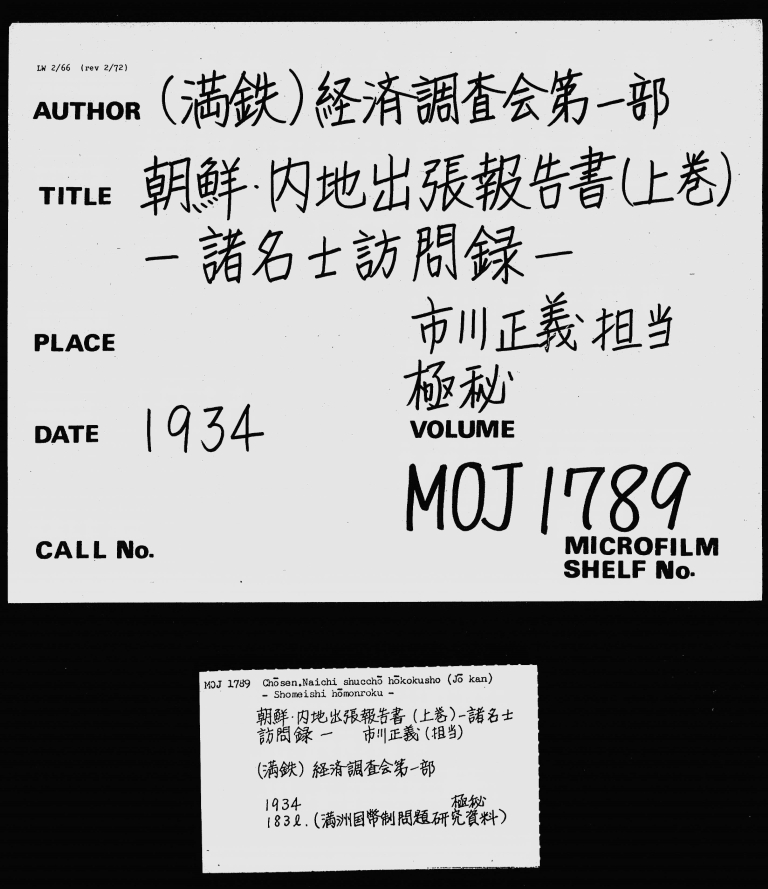 LW 2/66 (rev 2/72)
AUTHOR (満鉄) 経済調査会第一部
TITLE 朝鮮・内地出張報告書(上巻)
－諸名士訪問録－
市川正義担当
PLACE
極秘
DATE 1934
VOLUME
MOJ 1789
CALL No.
MICROFILM
SHELF No.
MOJ 1789 Chōsen.Naichi shucchō hōkokusho (Jō kan)
- Shomeishi hōmonroku -
朝鮮・内地出張報告書(上巻)－諸名士
訪問録－ 市川正義(担当)
(満鉄) 経済調査会第一部
1934 極秘
183l. (満洲国幣制問題研究資料)